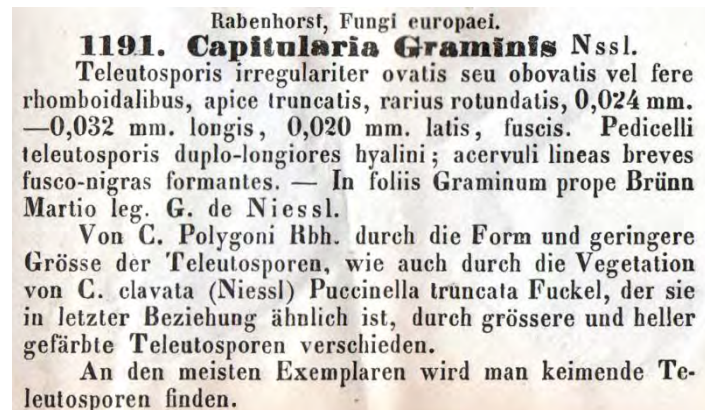 Rabenhorst, Fungi europaei.
1191. Capitularia Graminis Nssl.
Teleutosporis irregulariter ovatis seu obovatis vel fere
rhomboidalibus, apice truncatis, rarius rotundatis, 0,024 mm.
—0,032 mm. longis, 0,020 mm. latis, fuscis. Pedicelli
teleutosporis duplo-longiores hyalini; acervuli lineas breves
fusco-nigras formantes. — In foliis Graminum prope Brünn
Martio leg. G. de Niessl.
Von C. Polygoni Rbh. durch die Form und geringere
Grösse der Teleutosporen, wie auch durch die Vegetation
von C. clavata (Niessl) Puccinella truncata Fuckel, der sie
in letzter Beziehung ähnlich ist, durch grössere und heller
gefärbte Teleutosporen verschieden.
An den meisten Exemplaren wird man keimende Te-
leutosporen finden.